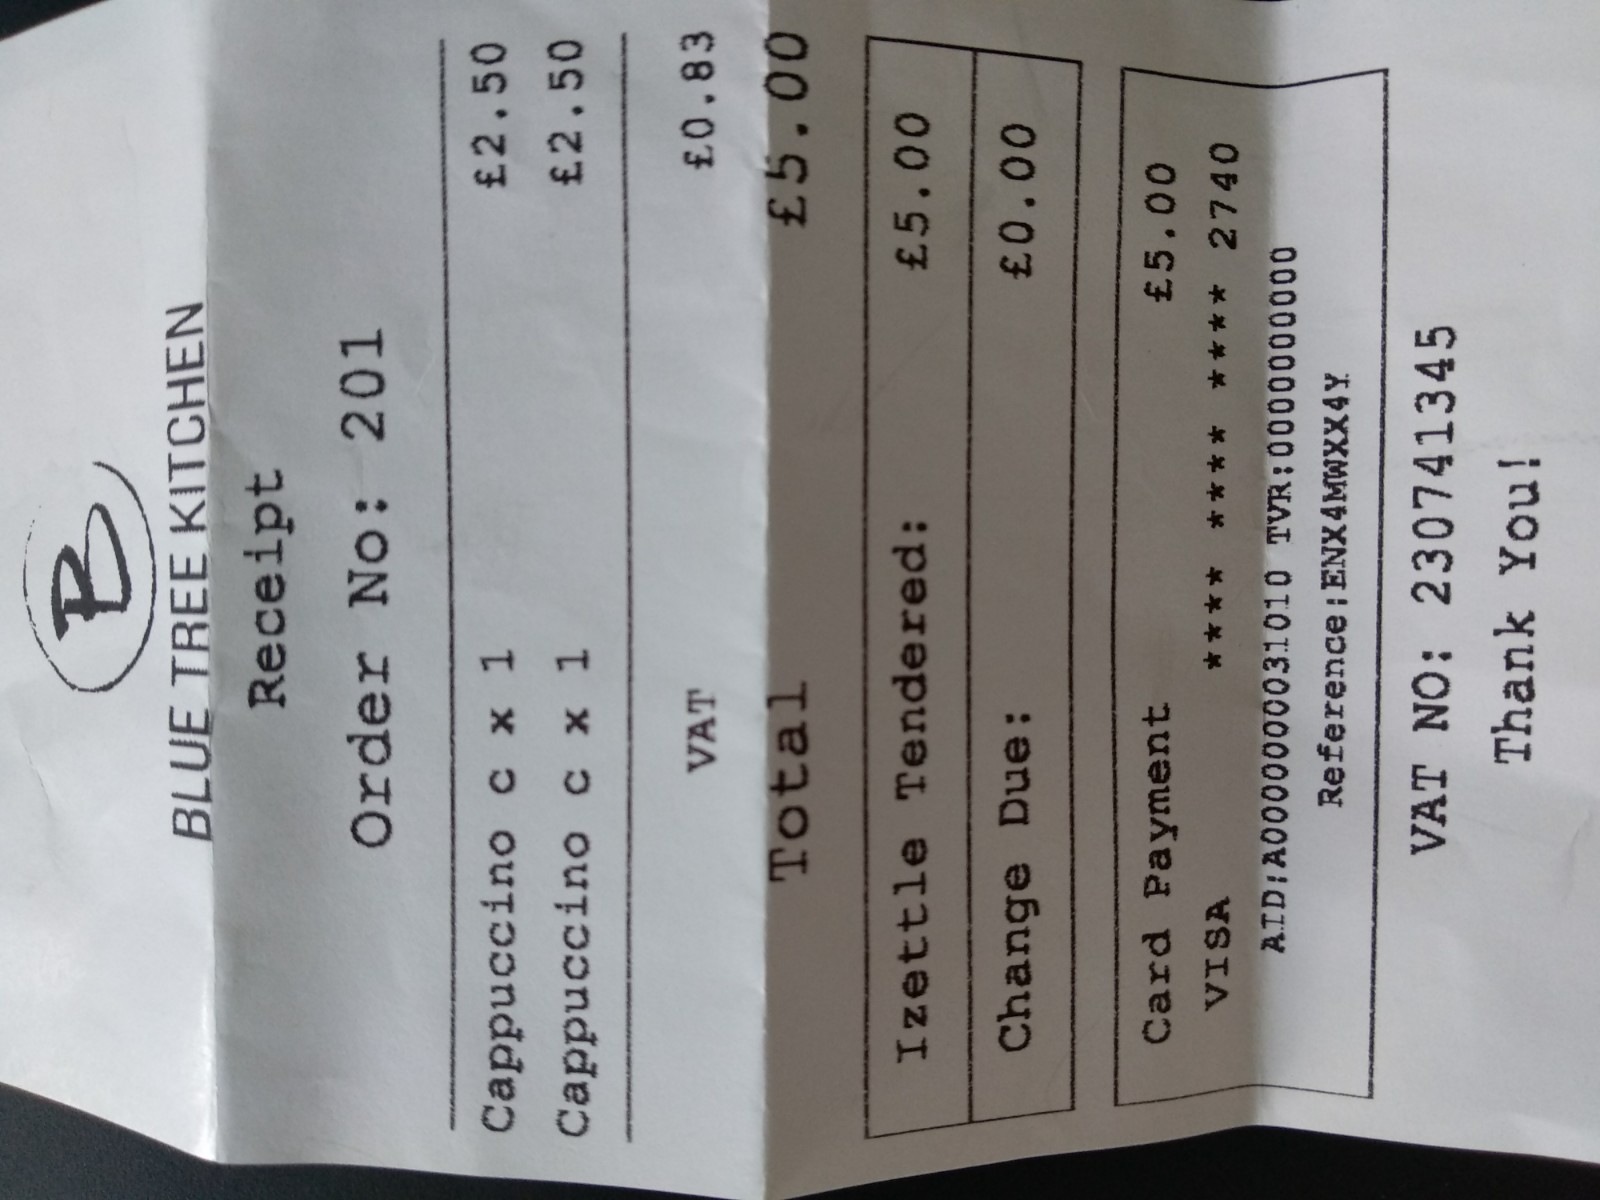 B
BLUE TREE KITCHEN
Receipt
Order No: 201
Cappuccino c x 1 £2.50
Cappuccino c x 1 £2.50
VAT £0.83
Total £5.00
Izettle Tendered: £5.00
Change Due: £0.00
Card Payment £5.00
VISA **** **** **** **** 2740
AID:A0000000031010 TVR:0000000000
Reference:ENX4MWXX4Y
VAT NO: 230741345
Thank You!